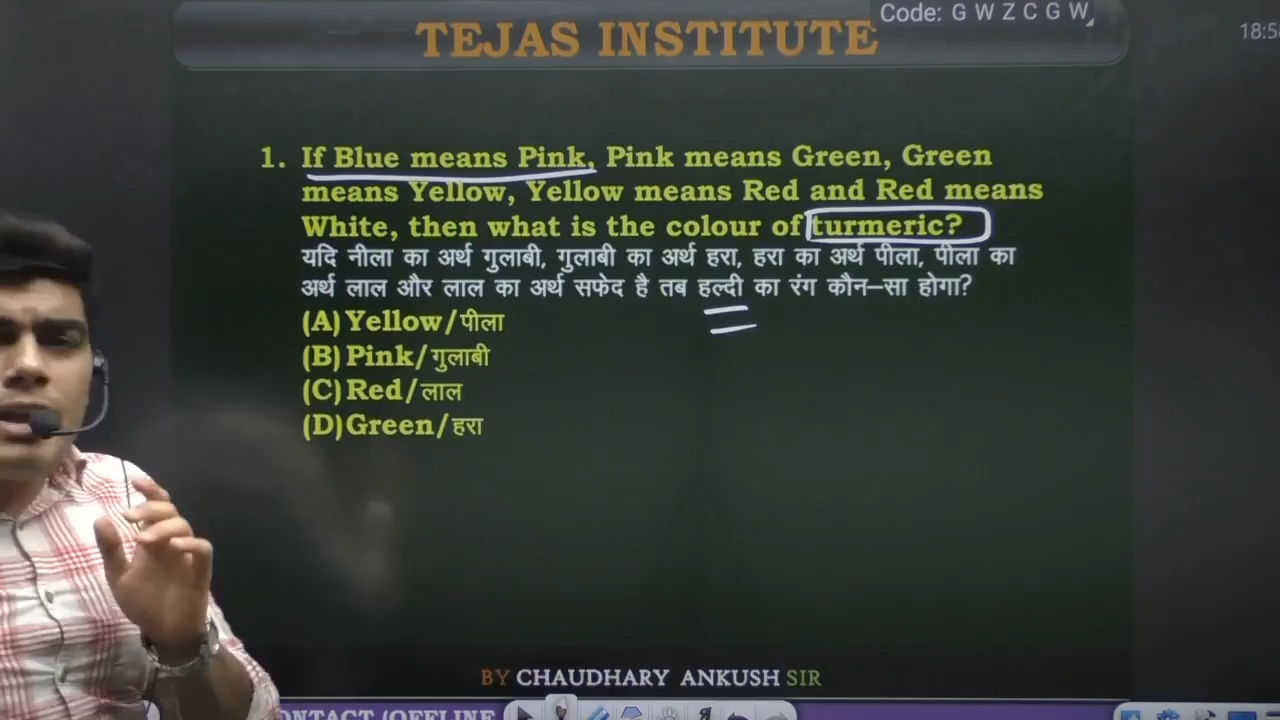 Code: G W Z C G W
TEJAS INSTITUTE
18:5
1. If Blue means Pink, Pink means Green, Green
means Yellow, Yellow means Red and Red means
White, then what is the colour of turmeric?
यदि नीला का अर्थ गुलाबी, गुलाबी का अर्थ हरा, हरा का अर्थ पीला, पीला का
अर्थ लाल और लाल का अर्थ सफेद है तब हल्दी का रंग कौन–सा होगा?
(A) Yellow/पीला
(B) Pink/गुलाबी
(C) Red/लाल
(D) Green/हरा
BY CHAUDHARY ANKUSH SIR